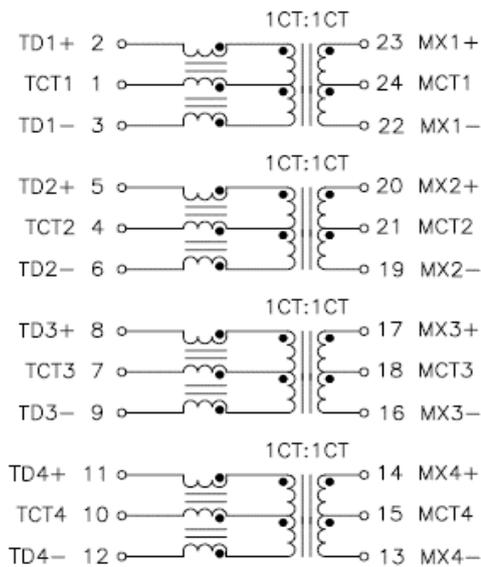 1CT:1CT
TD1+ 2 23 MX1+
TCT1 1 24 MCT1
TD1− 3 22 MX1−
1CT:1CT
TD2+ 5 20 MX2+
TCT2 4 21 MCT2
TD2− 6 19 MX2−
1CT:1CT
TD3+ 8 17 MX3+
TCT3 7 18 MCT3
TD3− 9 16 MX3−
1CT:1CT
TD4+ 11 14 MX4+
TCT4 10 15 MCT4
TD4− 12 13 MX4−